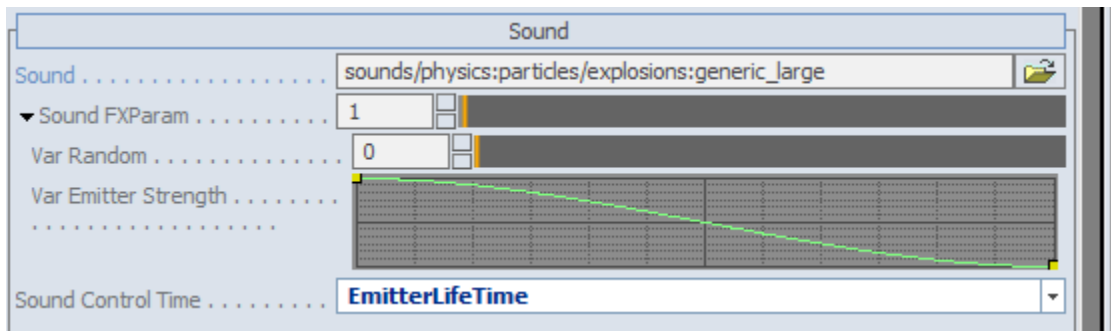 Sound
Sound . . . . . . . . . . . . . . . . . . . sounds/physics:particles/explosions:generic_large
Sound FXParam . . . . . . . . . . 1
Var Random . . . . . . . . . . . . . . 0
Var Emitter Strength . . . . . . . .
. . . . . . . . . . . . . . . . . .
Sound Control Time . . . . . . . . . EmitterLifeTime